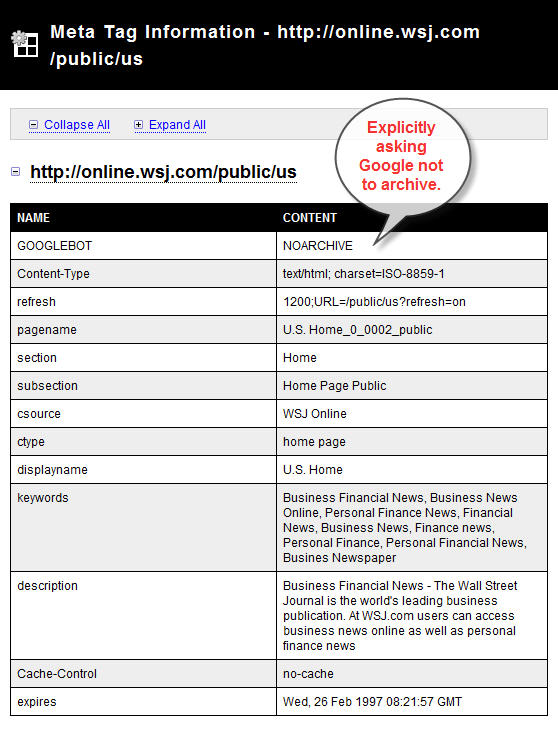 Meta Tag Information - http://online.wsj.com
/public/us
Collapse All Expand All
Explicitly
asking
Google not
to archive.
http://online.wsj.com/public/us
NAME CONTENT
GOOGLEBOT NOARCHIVE
Content-Type text/html; charset=ISO-8859-1
refresh 1200;URL=/public/us?refresh=on
pagename U.S. Home_0_0002_public
section Home
subsection Home Page Public
csource WSJ Online
ctype home page
displayname U.S. Home
keywords Business Financial News, Business News
Online, Personal Finance News, Financial
News, Business News, Finance news,
Personal Finance, Personal Financial News,
Busines Newspaper
description Business Financial News - The Wall Street
Journal is the world's leading business
publication. At WSJ.com users can access
business news online as well as personal
finance news
Cache-Control no-cache
expires Wed, 26 Feb 1997 08:21:57 GMT